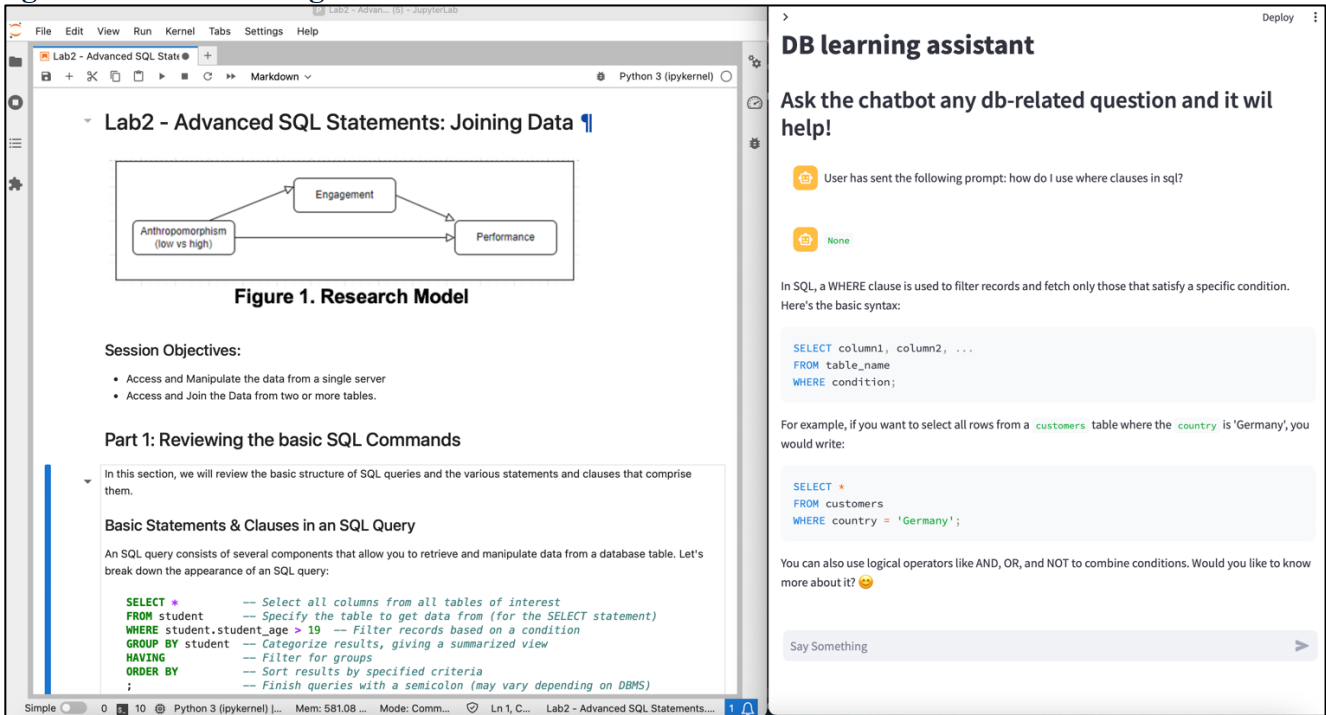 Lab2 - Advan... (5) - JupyterLab
File Edit View Run Kernel Tabs Settings Help
Lab2 - Advanced SQL State
Markdown
Python 3 (ipykernel)
Lab2 - Advanced SQL Statements: Joining Data ¶
Engagement
Anthropomorphism
(low vs high)
Performance
Figure 1. Research Model
Session Objectives:
• Access and Manipulate the data from a single server
• Access and Join the Data from two or more tables.
Part 1: Reviewing the basic SQL Commands
In this section, we will review the basic structure of SQL queries and the various statements and clauses that comprise
them.
Basic Statements & Clauses in an SQL Query
An SQL query consists of several components that allow you to retrieve and manipulate data from a database table. Let's
break down the appearance of an SQL query:
SELECT * -- Select all columns from all tables of interest
FROM student -- Specify the table to get data from (for the SELECT statement)
WHERE student.student_age > 19 -- Filter records based on a condition
GROUP BY student -- Categorize results, giving a summarized view
HAVING -- Filter for groups
ORDER BY -- Sort results by specified criteria
; -- Finish queries with a semicolon (may vary depending on DBMS)
Simple 0 10 Python 3 (ipykernel) |... Mem: 581.08 ... Mode: Comm... Ln 1, C... Lab2 - Advanced SQL Statements.... 1
> Deploy
DB learning assistant
Ask the chatbot any db-related question and it wil
help!
User has sent the following prompt: how do I use where clauses in sql?
None
In SQL, a WHERE clause is used to filter records and fetch only those that satisfy a specific condition.
Here's the basic syntax:
SELECT column1, column2, ...
FROM table_name
WHERE condition;
For example, if you want to select all rows from a customers table where the country is 'Germany', you
would write:
SELECT *
FROM customers
WHERE country = 'Germany';
You can also use logical operators like AND, OR, and NOT to combine conditions. Would you like to know
more about it? 😊
Say Something